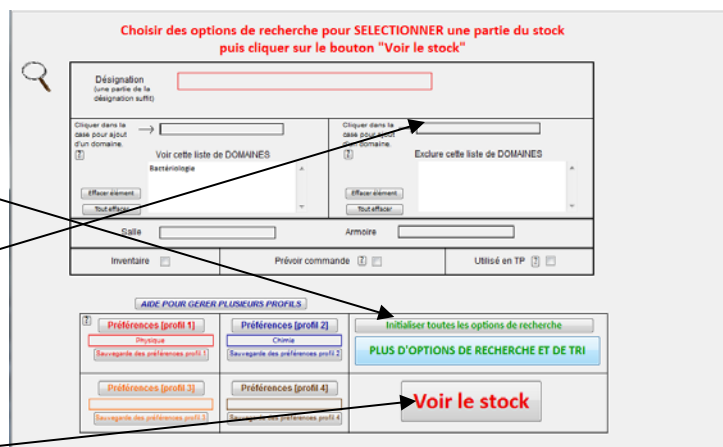 Choisir des options de recherche pour SELECTIONNER une partie du stock
puis cliquer sur le bouton "Voir le stock"
Désignation
(une partie de la
désignation suffit)
Cliquer dans la
case pour ajout
d'un domaine.
?
Voir cette liste de DOMAINES
Bactériologie
Effacer élément
Tout effacer
Cliquer dans la
case pour ajout
d'un domaine.
?
Exclure cette liste de DOMAINES
Effacer élément
Tout effacer
Salle
Armoire
Inventaire
Prévoir commande ?
Utilisé en TP ?
AIDE POUR GERER PLUSIEURS PROFILS
?
Préférences [profil 1]
Physique
Sauvegarde des préférences profil 1
Préférences [profil 2]
Chimie
Sauvegarde des préférences profil 2
Initialiser toutes les options de recherche
PLUS D'OPTIONS DE RECHERCHE ET DE TRI
Préférences [profil 3]
Sauvegarde des préférences profil 3
Préférences [profil 4]
Sauvegarde des préférences profil 4
Voir le stock